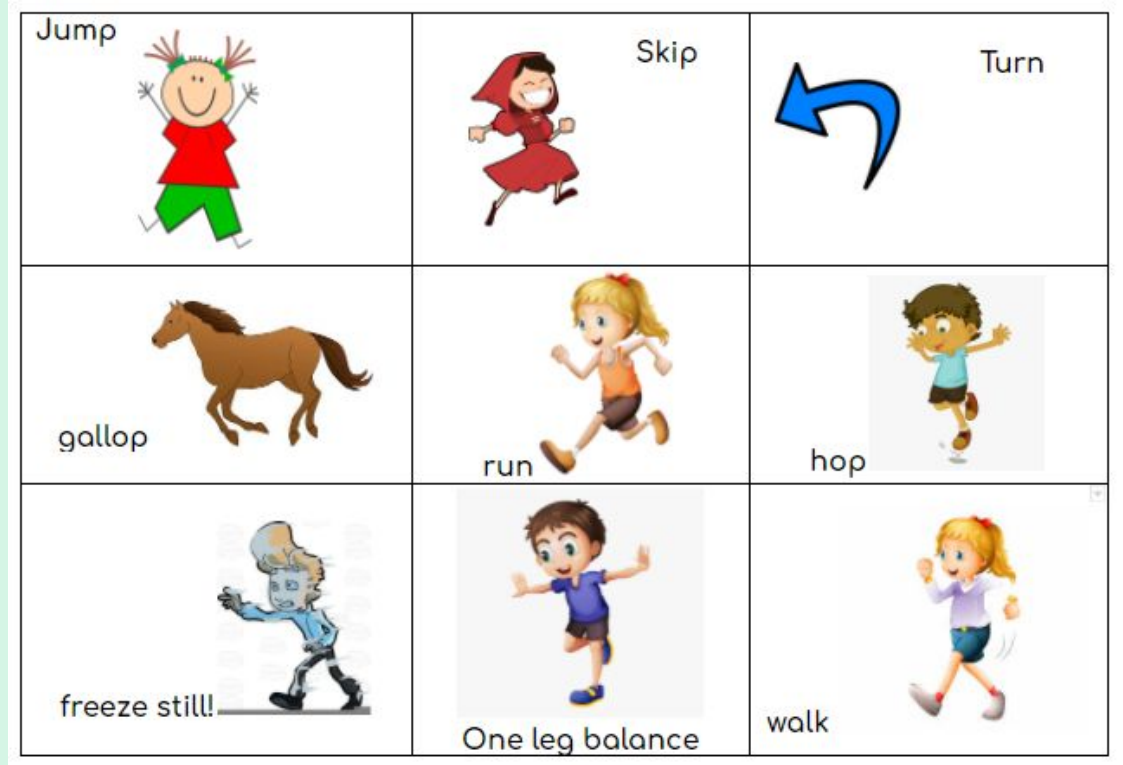 Jump
Skip
Turn
gallop
run
hop
freeze still!
One leg balance
walk